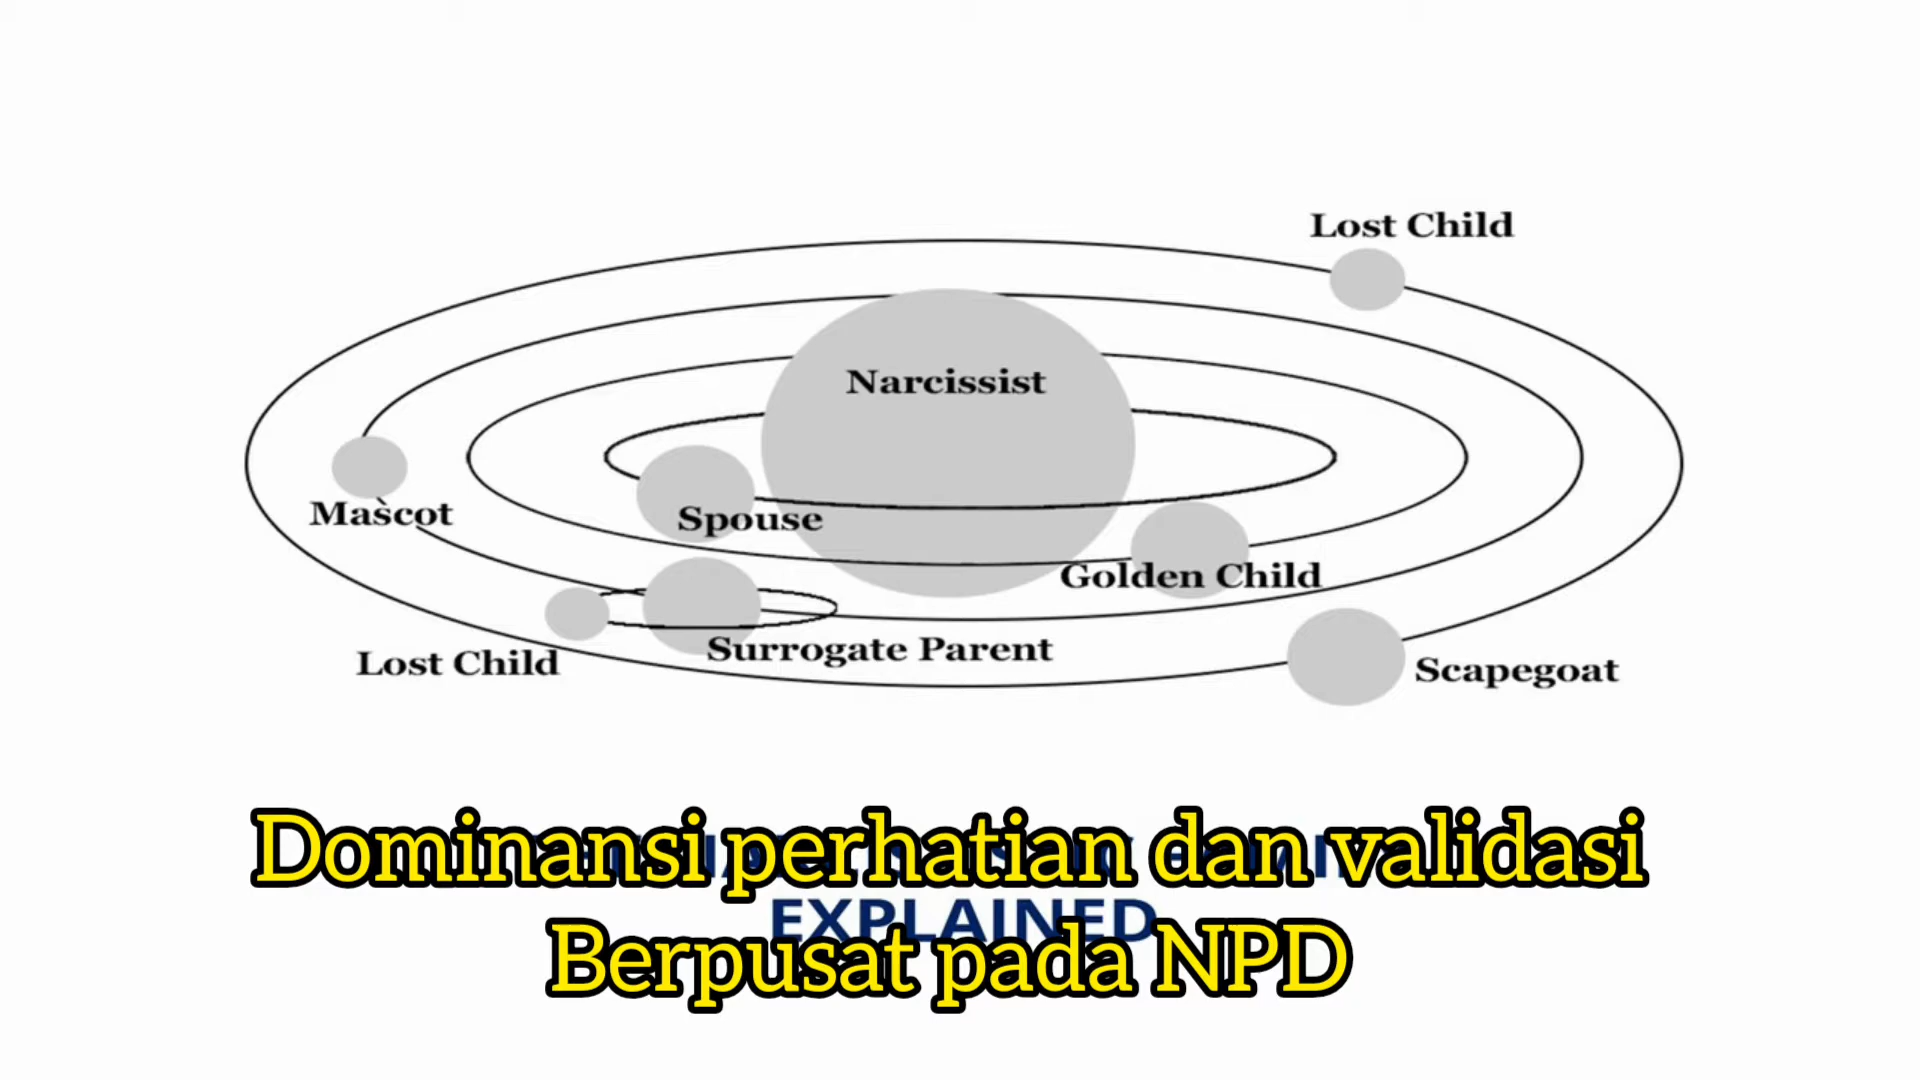 Lost Child
Narcissist
Mascot
Spouse
Golden Child
Surrogate Parent
Lost Child
Scapegoat
Dominansi perhatian dan validasi
EXPLAINED
Berpusat pada NPD